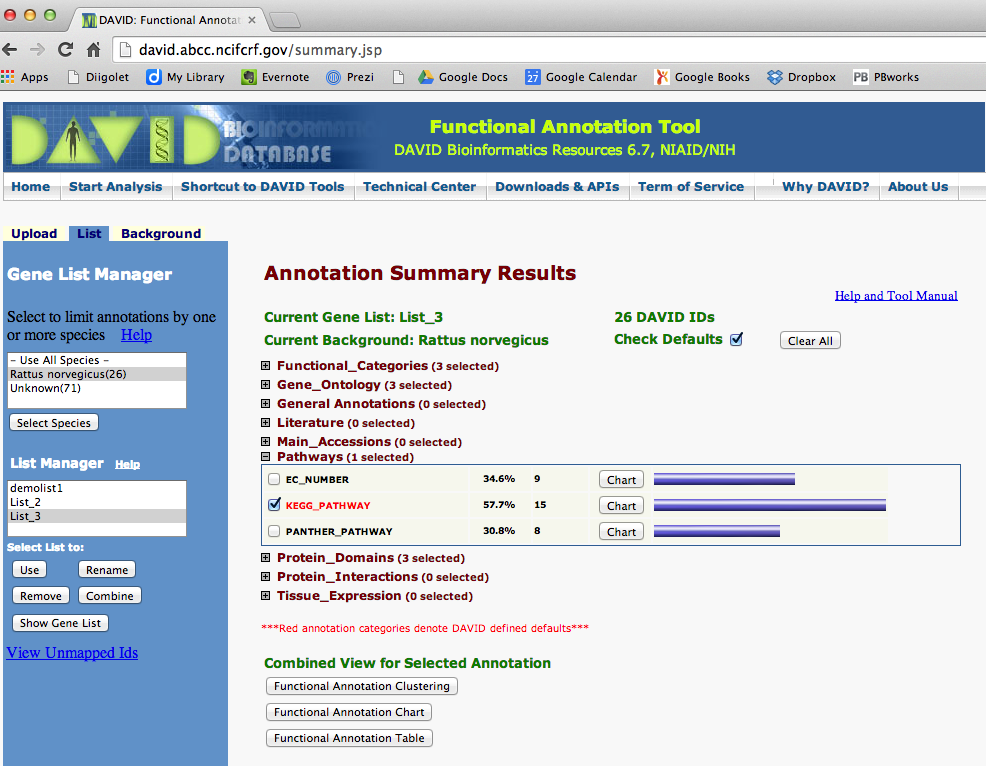 DAVID: Functional Annotat
david.abcc.ncifcrf.gov/summary.jsp
Apps Diigolet My Library Evernote Prezi Google Docs 27 Google Calendar Google Books Dropbox PB PBworks
DAVID BIOINFORMATIC
DATABASE
Functional Annotation Tool
DAVID Bioinformatics Resources 6.7, NIAID/NIH
Home Start Analysis Shortcut to DAVID Tools Technical Center Downloads & APIs Term of Service Why DAVID? About Us
Upload List Background
Gene List Manager
Select to limit annotations by one
or more species Help
- Use All Species -
Rattus norvegicus(26)
Unknown(71)
Select Species
List Manager Help
demolist1
List_2
List_3
Select List to:
Use Rename
Remove Combine
Show Gene List
View Unmapped Ids
Annotation Summary Results
Help and Tool Manual
Current Gene List: List_3 26 DAVID IDs
Current Background: Rattus norvegicus Check Defaults Clear All
Functional_Categories (3 selected)
Gene_Ontology (3 selected)
General Annotations (0 selected)
Literature (0 selected)
Main_Accessions (0 selected)
Pathways (1 selected)
EC_NUMBER 34.6% 9 Chart
KEGG_PATHWAY 57.7% 15 Chart
PANTHER_PATHWAY 30.8% 8 Chart
Protein_Domains (3 selected)
Protein_Interactions (0 selected)
Tissue_Expression (0 selected)
***Red annotation categories denote DAVID defined defaults***
Combined View for Selected Annotation
Functional Annotation Clustering
Functional Annotation Chart
Functional Annotation Table